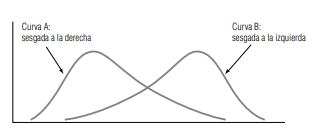 Curva A:
sesgada a la derecha
Curva B:
sesgada a la izquierda